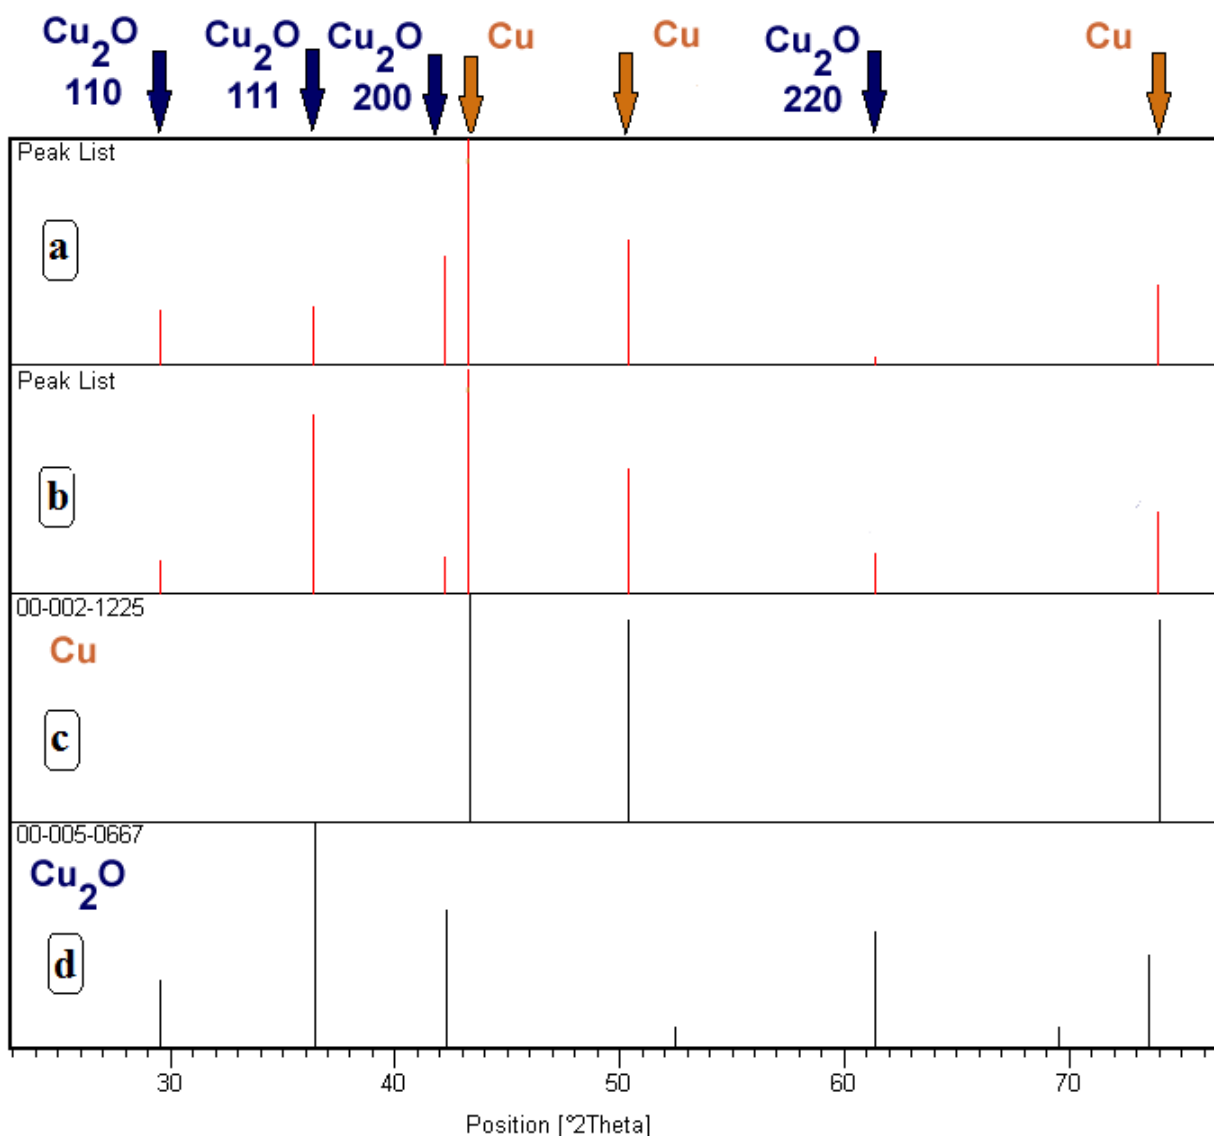 Cu2O 110
Cu2O 111
Cu2O 200
Cu
Cu
Cu2O 220
Cu
Peak List
a
Peak List
b
00-002-1225
Cu
c
00-005-0667
Cu2O
d
30 40 50 60 70
Position [°2Theta]